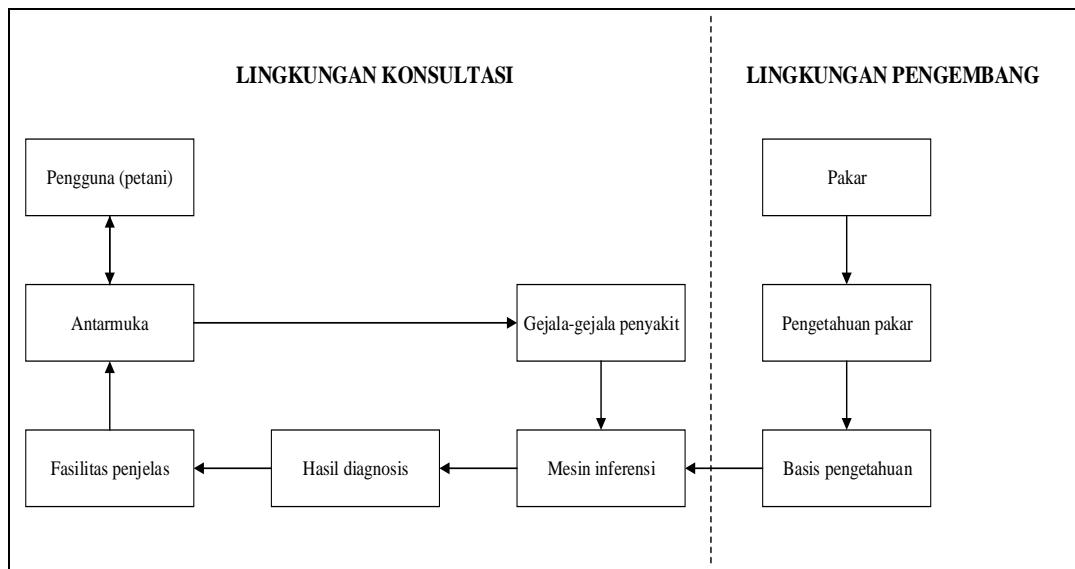 LINGKUNGAN KONSULTASI
LINGKUNGAN PENGEMBANG
Pengguna (petani)
Pakar
Antarmuka
Gejala-gejala penyakit
Pengetahuan pakar
Fasilitas penjelas
Hasil diagnosis
Mesin inferensi
Basis pengetahuan